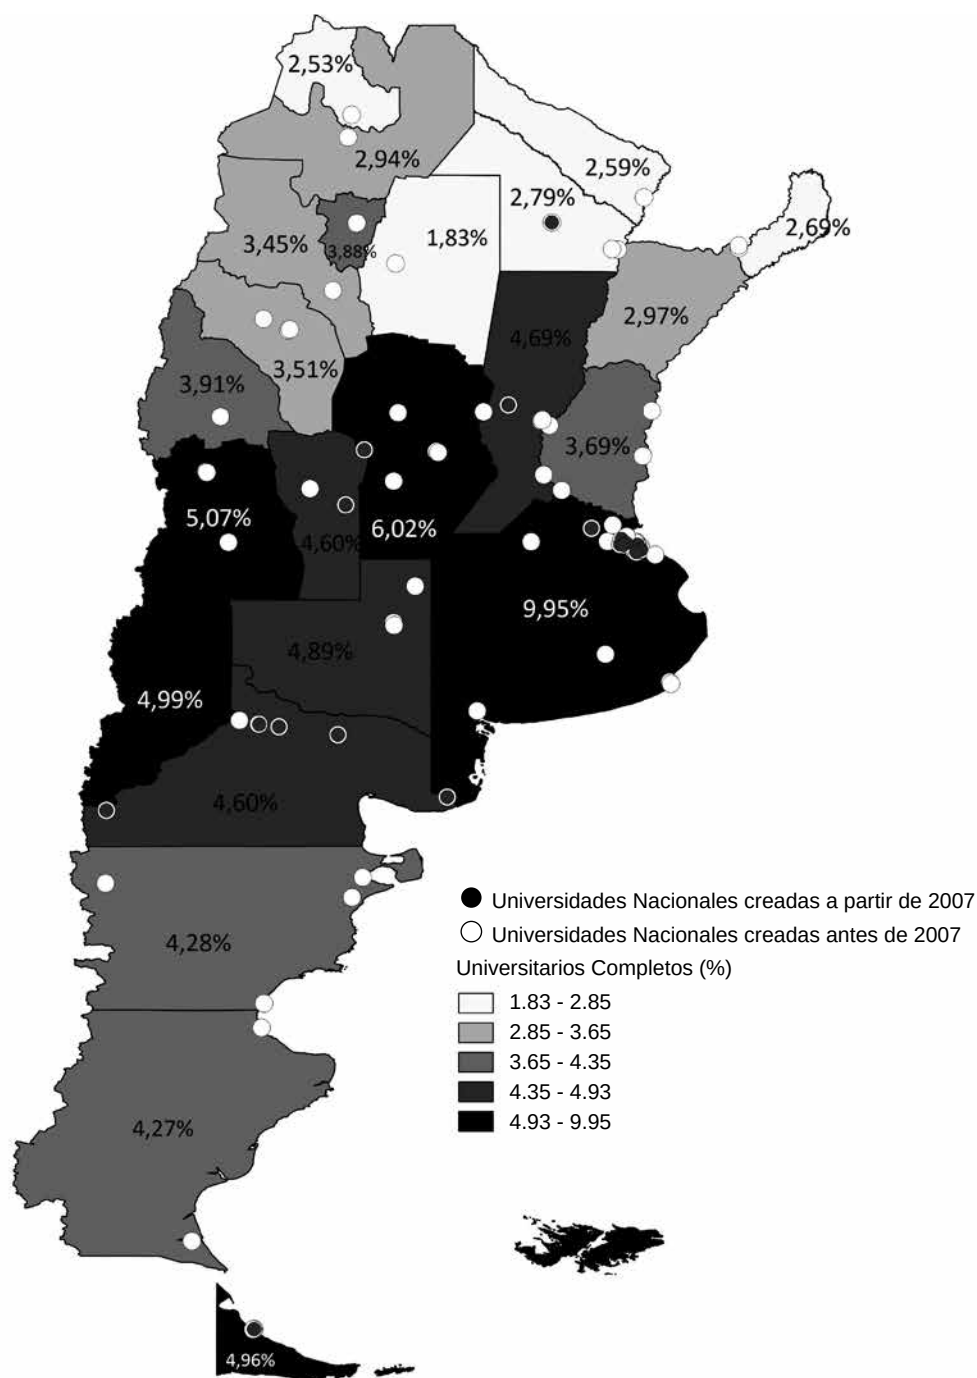 2,53%
2,94%
2,59%
2,79%
2,69%
3,45%
3,88%
1,83%
2,97%
4,69%
3,51%
3,91%
3,69%
5,07%
6,02%
4,60%
9,95%
4,89%
4,99%
4,60%
4,28%
4,27%
4,96%
Universidades Nacionales creadas a partir de 2007
Universidades Nacionales creadas antes de 2007
Universitarios Completos (%)
1.83 - 2.85
2.85 - 3.65
3.65 - 4.35
4.35 - 4.93
4.93 - 9.95